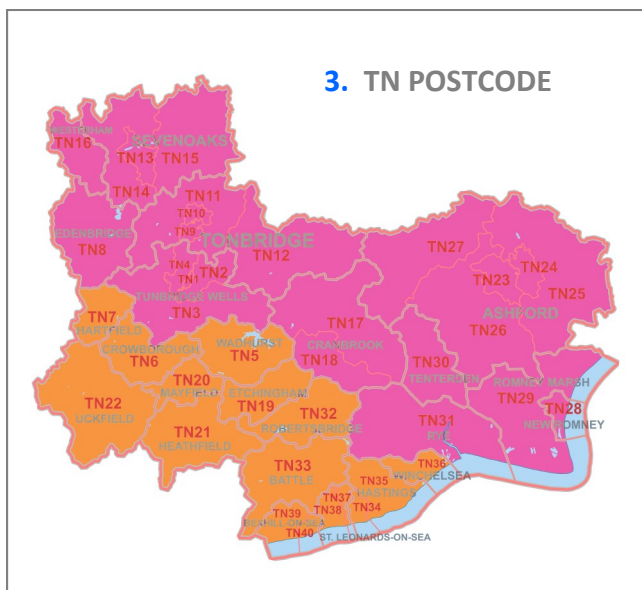 3. TN POSTCODE
WESTERHAM
TN16
SEVENOAKS
TN13
TN15
TN14
TN11
TN10
TN9
EDENBRIDGE
TN8
TONBRIDGE
TN12
TN4
TN2
TN1
TUNBRIDGE WELLS
TN3
TN27
TN24
TN23
TN25
ASHFORD
TN26
TN17
CRANBROOK
TN18
TN30
TENTERDEN
TN7
HARTFIELD
CROWBOROUGH
TN6
WADHURST
TN5
ROMNEY MARSH
TN29
TN28
NEW ROMNEY
TN22
UCKFIELD
TN20
MAYFIELD
ETCHINGHAM
TN19
TN32
ROBERTSBRIDGE
TN31
RYE
TN21
HEATHFIELD
TN33
BATTLE
TN36
WINCHELSEA
TN35
HASTINGS
TN37
TN34
TN38
TN39
BEXHILL-ON-SEA
TN40
ST. LEONARDS-ON-SEA